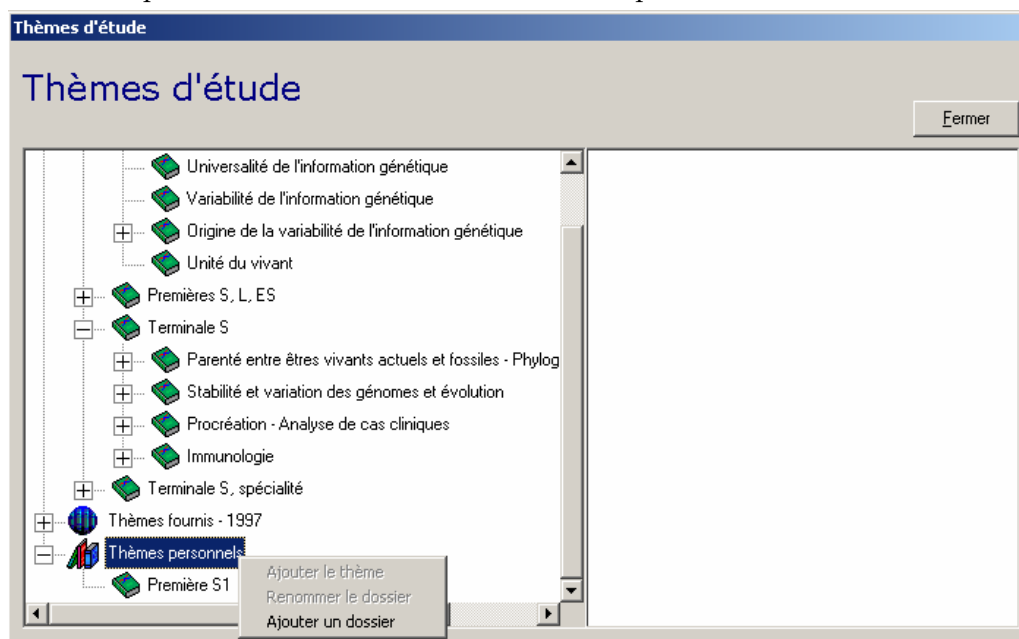 Thèmes d'étude
Thèmes d'étude
Fermer
Universalité de l'information génétique
Variabilité de l'information génétique
Origine de la variabilité de l'information génétique
Unité du vivant
Premières S, L, ES
Terminale S
Parenté entre êtres vivants actuels et fossiles - Phylog
Stabilité et variation des génomes et évolution
Procréation - Analyse de cas cliniques
Immunologie
Terminale S, spécialité
Thèmes fournis - 1997
Thèmes personnels
Première S1
Ajouter le thème
Renommer le dossier
Ajouter un dossier